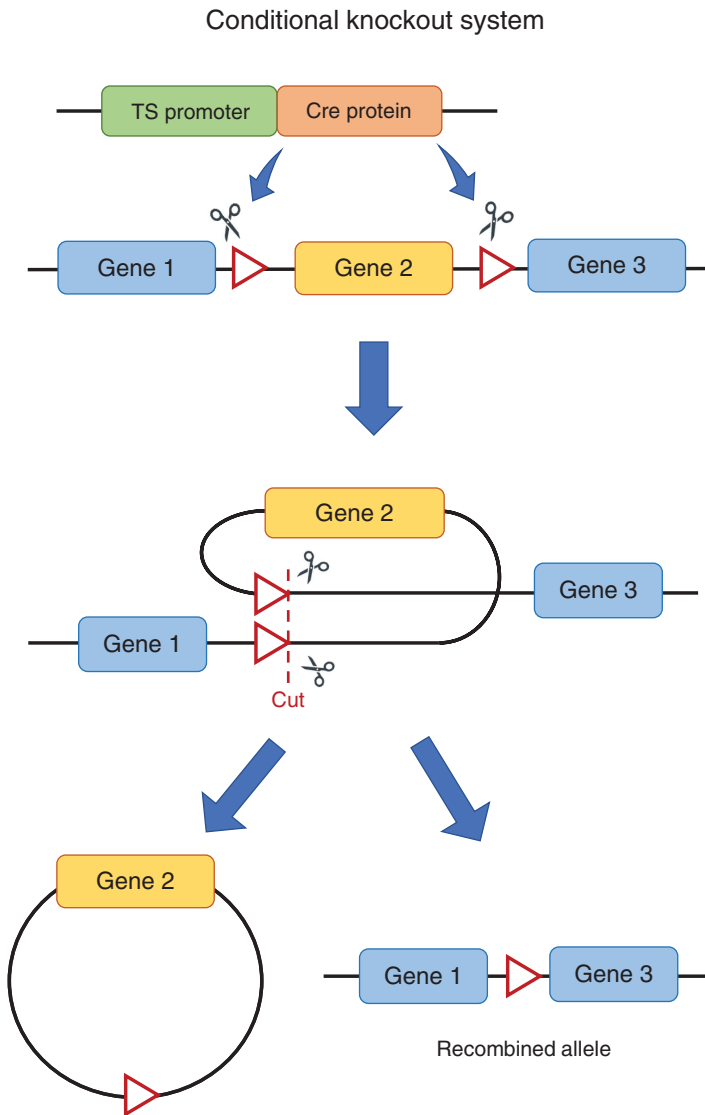 Conditional knockout system
TS promoter
Cre protein
Gene 1
Gene 2
Gene 3
Gene 2
Gene 3
Gene 1
Cut
Gene 2
Gene 1
Gene 3
Recombined allele